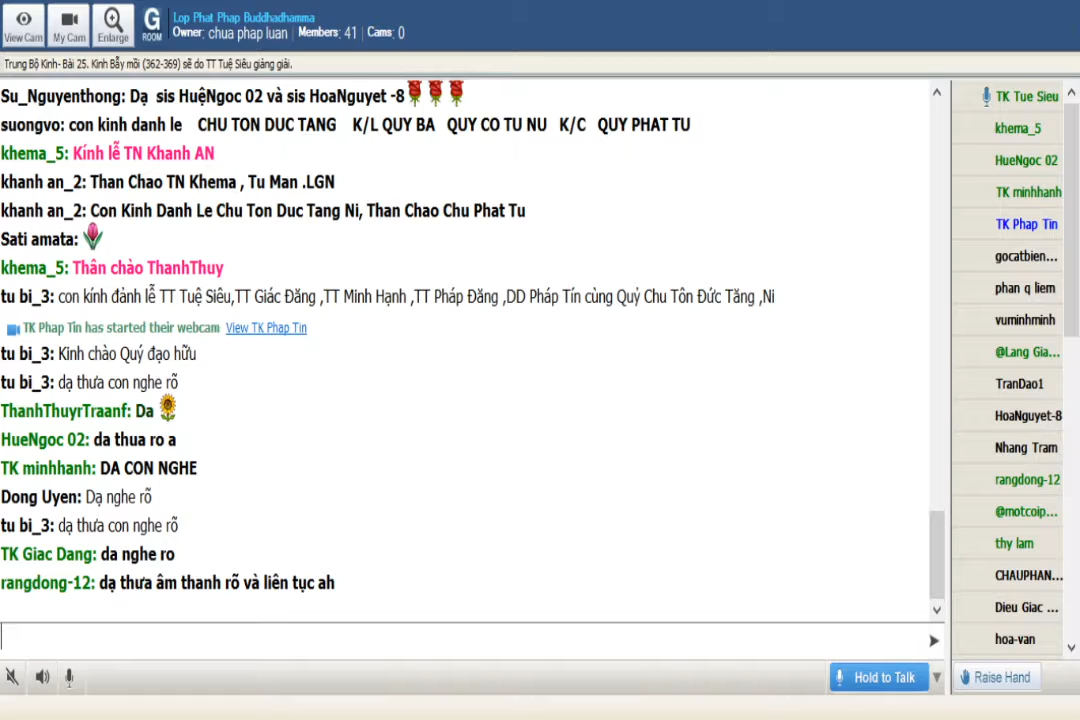 View Cam
My Cam
Enlarge
G
ROOM
Lop Phat Phap Buddhadhamma
Owner: chua phap luan | Members: 41 | Cams: 0
Trung Bộ Kinh- Bài 25. Kinh Bẫy mồi (362-369) sẽ do TT Tuệ Siêu giảng giải.
Su_Nguyenthong: Dạ sis HuệNgoc 02 và sis HoaNguyet -8
suongvo: con kinh danh le CHU TON DUC TANG K/L QUY BA QUY CO TU NU K/C QUY PHAT TU
khema_5: Kính lễ TN Khanh AN
khanh an_2: Than Chao TN Khema , Tu Man .LGN
khanh an_2: Con Kinh Danh Le Chu Ton Duc Tang Ni, Than Chao Chu Phat Tu
Sati amata:
khema_5: Thân chào ThanhThuy
tu bi_3: con kính đảnh lễ TT Tuệ Siêu,TT Giác Đăng ,TT Minh Hạnh ,TT Pháp Đăng ,DD Pháp Tín cùng Quý Chu Tôn Đức Tăng ,Ni
TK Phap Tin has started their webcam View TK Phap Tin
tu bi_3: Kinh chào Quý đạo hữu
tu bi_3: dạ thưa con nghe rõ
ThanhThuyrTraanf: Da
HueNgoc 02: da thua ro a
TK minhhanh: DA CON NGHE
Dong Uyen: Dạ nghe rõ
tu bi_3: dạ thưa con nghe rõ
TK Giac Dang: da nghe ro
rangdong-12: dạ thưa âm thanh rõ và liên tục ah
Hold to Talk
TK Tue Sieu
khema_5
HueNgoc 02
TK minhhanh
TK Phap Tin
gocatbien...
phan q liem
vuminhminh
@Lang Gia...
TranDao1
HoaNguyet-8
Nhang Tram
rangdong-12
@motcoip...
thy lam
CHAUPHAN...
Dieu Giac ...
hoa-van
Raise Hand